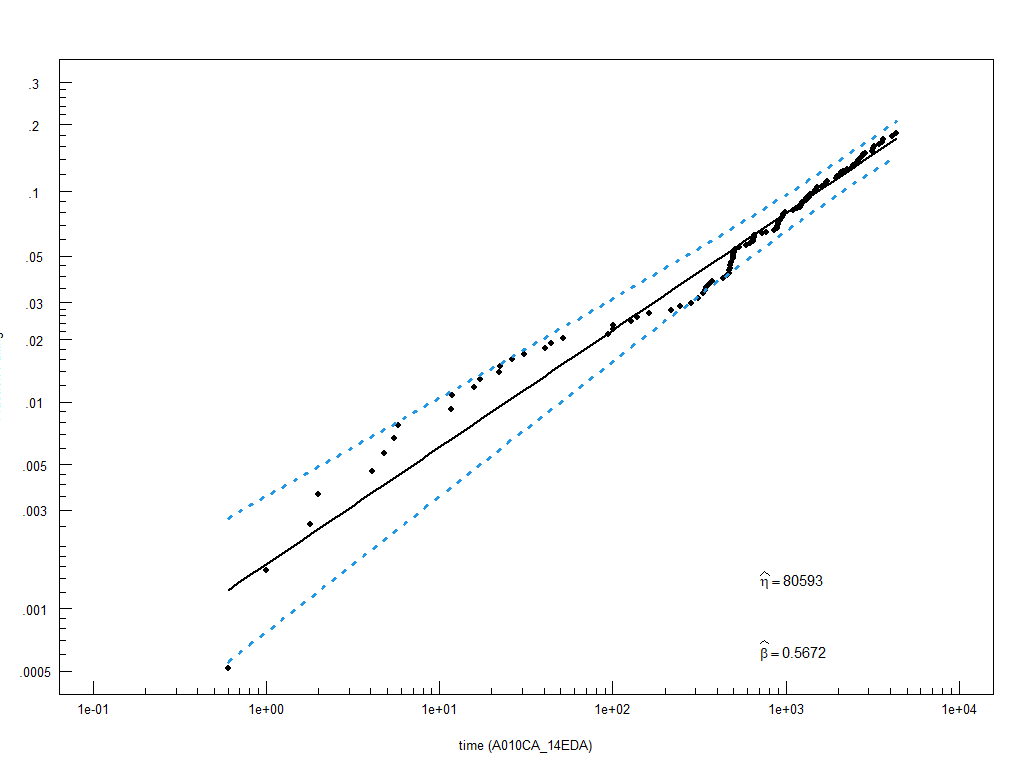 .3
.2
.1
.05
.03
.02
.01
.005
.003
.001
.0005
η̂ = 80593
β̂ = 0.5672
1e-01 1e+00 1e+01 1e+02 1e+03 1e+04
time (A010CA_14EDA)